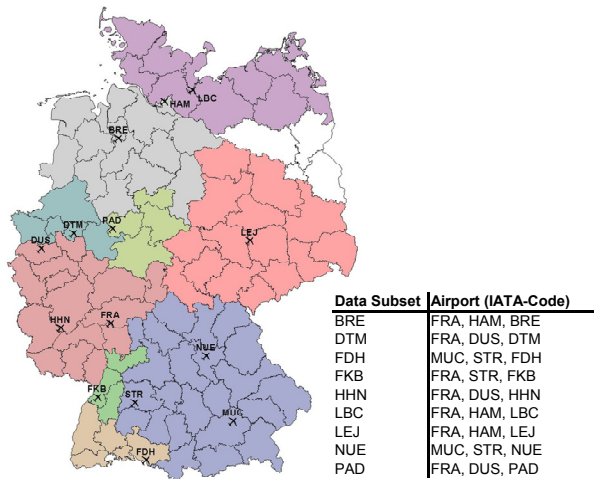 LBC
HAM
BRE
PAD
DTM
DUS
LEJ
HHN
FRA
NUE
FKB
STR
MUC
FDH
Data Subset Airport (IATA-Code)
BRE FRA, HAM, BRE
DTM FRA, DUS, DTM
FDH MUC, STR, FDH
FKB FRA, STR, FKB
HHN FRA, DUS, HHN
LBC FRA, HAM, LBC
LEJ FRA, HAM, LEJ
NUE MUC, STR, NUE
PAD FRA, DUS, PAD